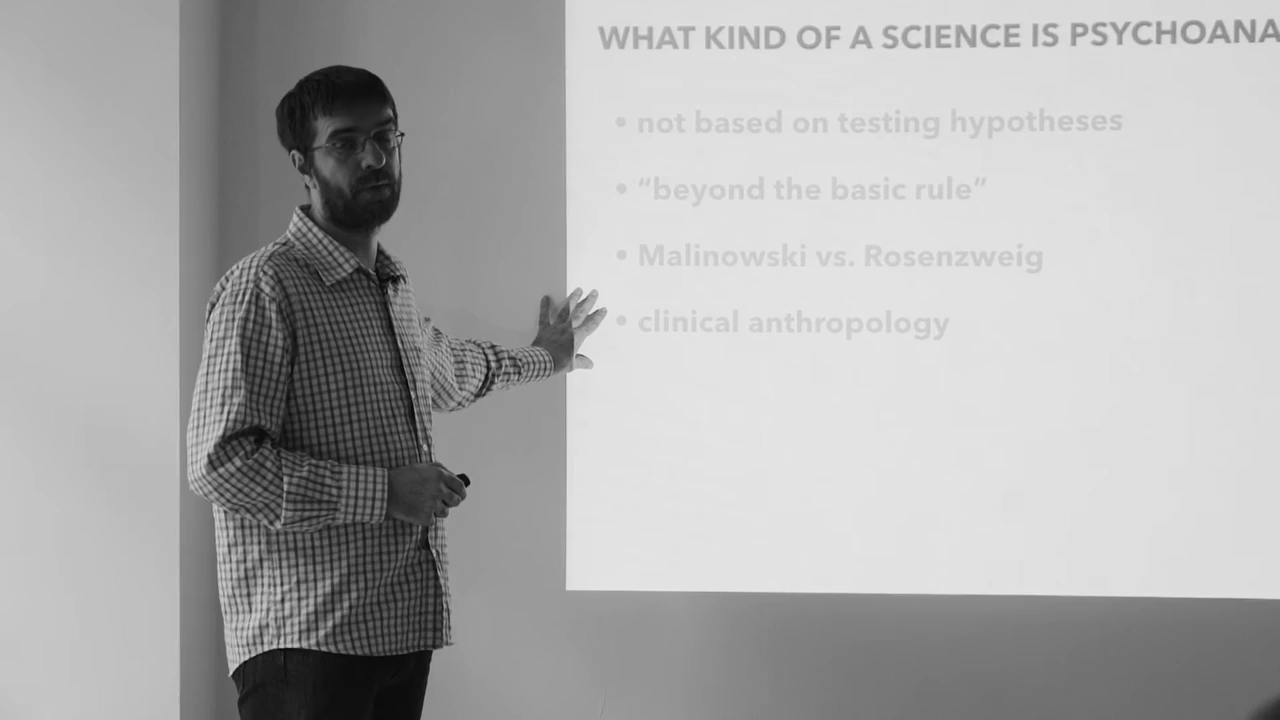 WHAT KIND OF A SCIENCE IS PSYCHOANA
• not based on testing hypotheses
• “beyond the basic rule”
• Malinowski vs. Rosenzweig
• clinical anthropology